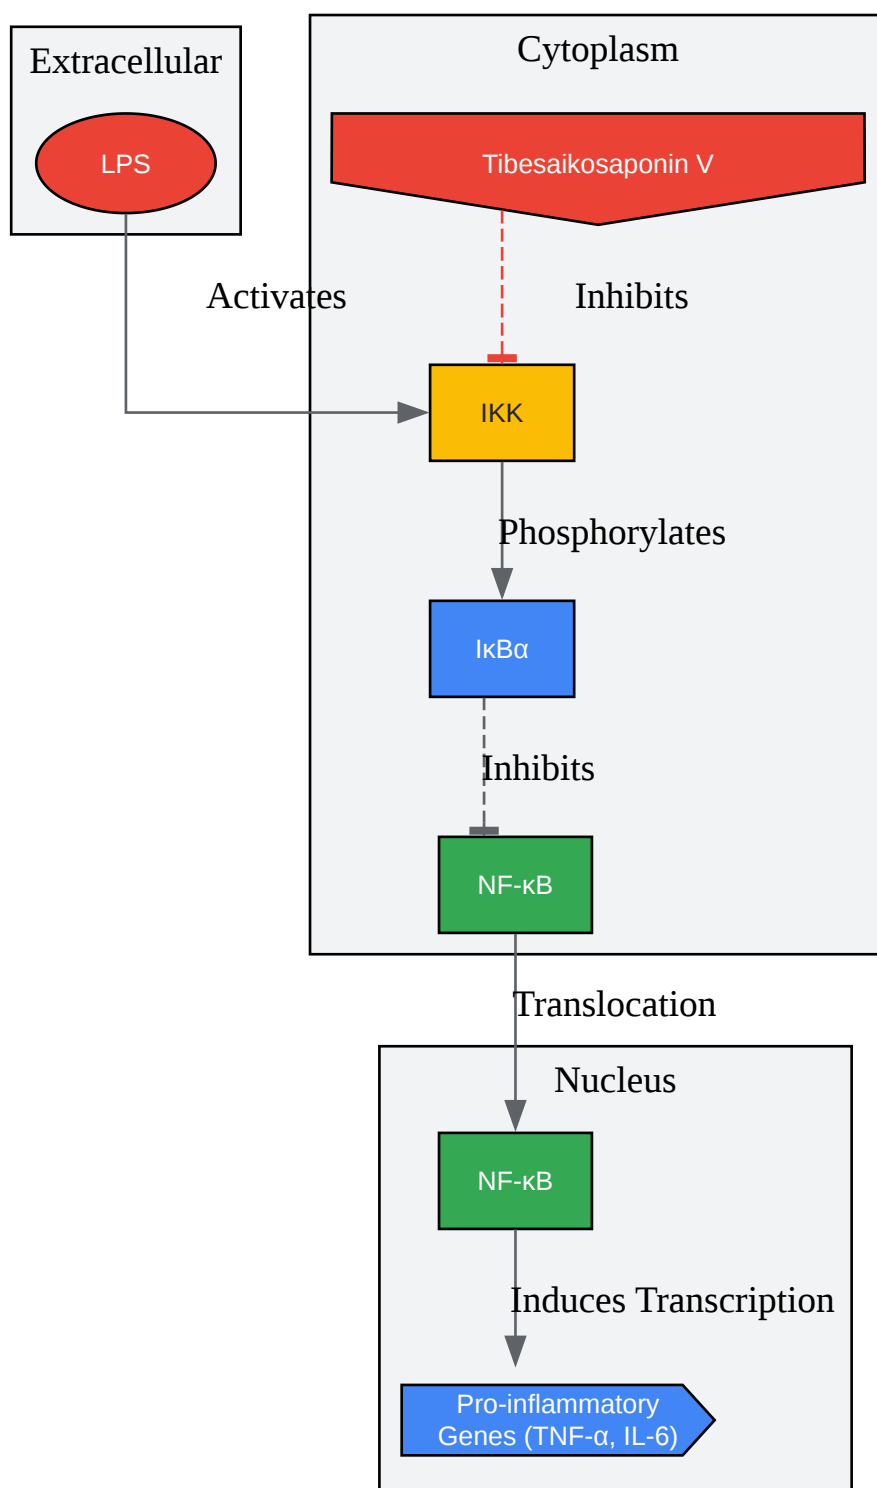 Extracellular
Cytoplasm
LPS
Tibesaikosaponin V
Activates
Inhibits
IKK
Phosphorylates
IκBα
Inhibits
NF-κB
Translocation
Nucleus
NF-κB
Induces Transcription
Pro-inflammatory
Genes (TNF-α, IL-6)